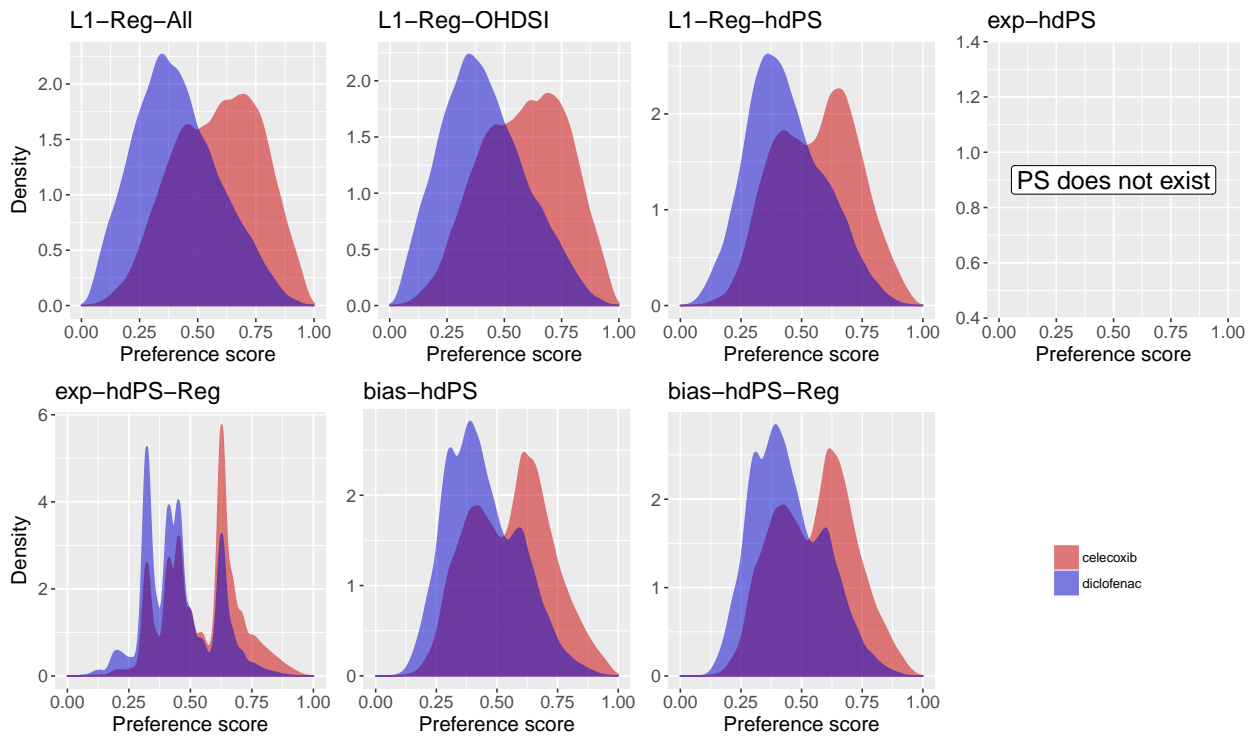 L1−Reg−All
L1−Reg−OHDSI
L1−Reg−hdPS
exp−hdPS
Density
2.0
1.5
1.0
0.5
0.0
0.00 0.25 0.50 0.75 1.00
Preference score
2.0
1.5
1.0
0.5
0.0
0.00 0.25 0.50 0.75 1.00
Preference score
2
1
0
0.00 0.25 0.50 0.75 1.00
Preference score
1.4
1.2
1.0
0.8
0.6
0.4
PS does not exist
0.00 0.25 0.50 0.75 1.00
Preference score
exp−hdPS−Reg
bias−hdPS
bias−hdPS−Reg
Density
6
4
2
0
0.00 0.25 0.50 0.75 1.00
Preference score
2
1
0
0.00 0.25 0.50 0.75 1.00
Preference score
2
1
0
0.00 0.25 0.50 0.75 1.00
Preference score
celecoxib
diclofenac